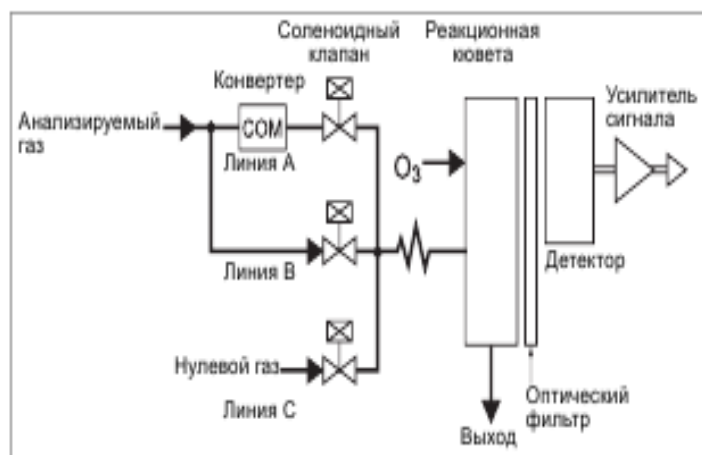 Соленоидный
клапан
Реакционная
кювета
Конвертер
Усилитель
сигнала
Анализируемый
газ
COM
Линия A
O₃
Линия B
Детектор
Нулевой газ
Линия C
Оптический
фильтр
Выход